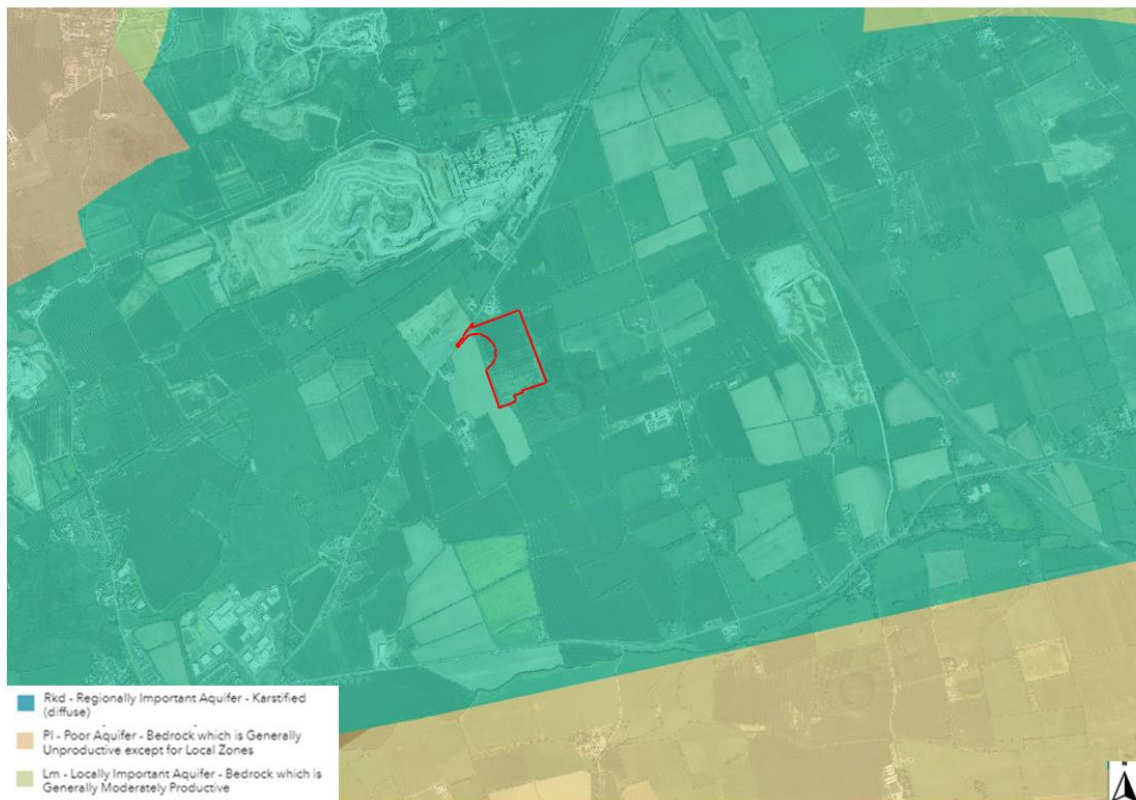 Rkd - Regionally Important Aquifer - Karstified
(diffuse)
Pl - Poor Aquifer - Bedrock which is Generally
Unproductive except for Local Zones
Lm - Locally Important Aquifer - Bedrock which is
Generally Moderately Productive
N